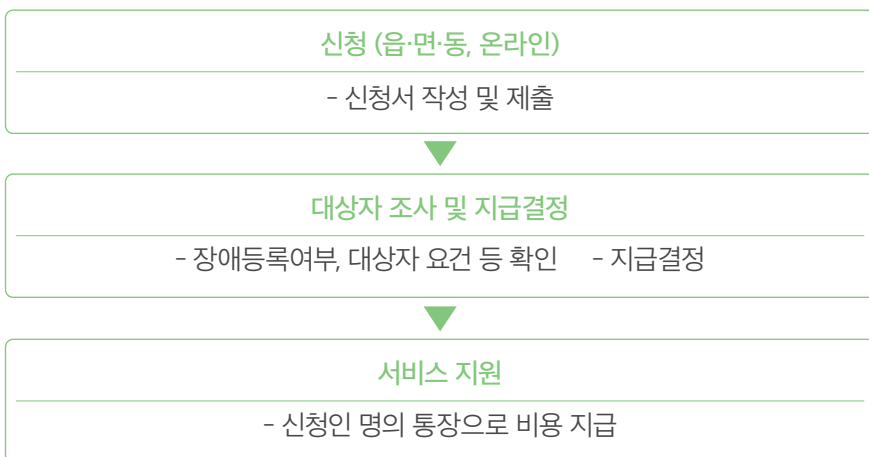 신청 (읍·면·동, 온라인)
- 신청서 작성 및 제출
대상자 조사 및 지급결정
- 장애등록여부, 대상자 요건 등 확인 - 지급결정
서비스 지원
- 신청인 명의 통장으로 비용 지급